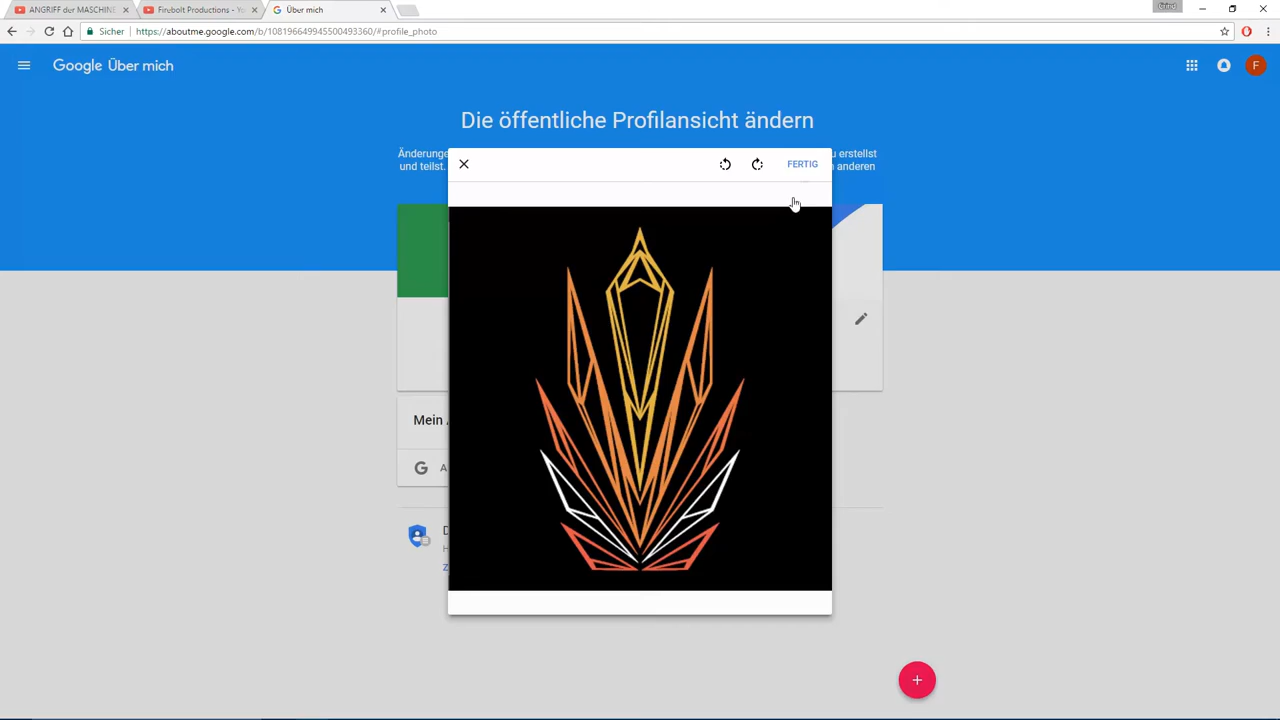 ANGRIFF der MASCHINE
Firebolt Productions - Yo
Über mich
Sicher
https://aboutme.google.com/b/108196649945500493360/#profile_photo
Google Über mich
F
Die öffentliche Profilansicht ändern
Änderunge
u erstellst
und teilst.
anderen
FERTIG
Mein
G A
D
H
Z
+